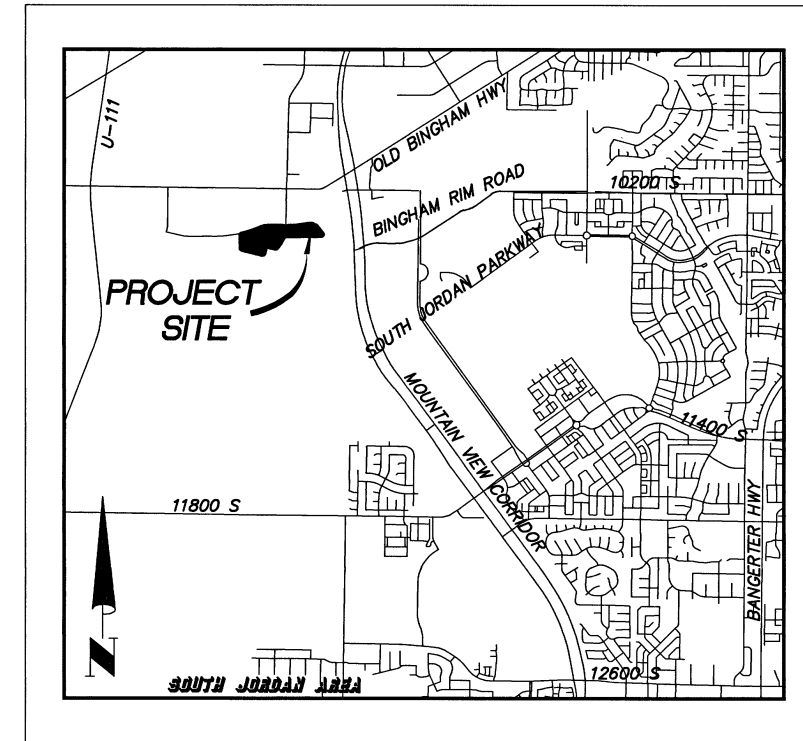 U-111
OLD BINGHAM HWY
BINGHAM RIM ROAD
10200 S
PROJECT
SITE
SOUTH JORDAN PARKWAY
MOUNTAIN VIEW CORRIDOR
11400 S
11800 S
BANGERTER HWY
N
SOUTH JORDAN AREA
12600 S